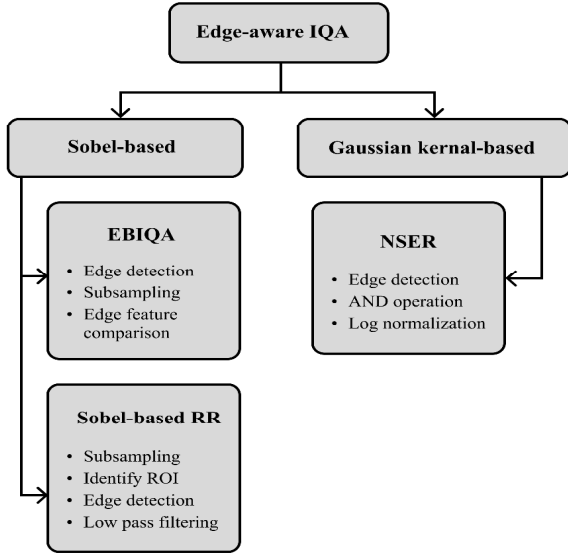 Edge-aware IQA
Sobel-based
Gaussian kernal-based
EBIQA
• Edge detection
• Subsampling
• Edge feature
comparison
NSER
• Edge detection
• AND operation
• Log normalization
Sobel-based RR
• Subsampling
• Identify ROI
• Edge detection
• Low pass filtering